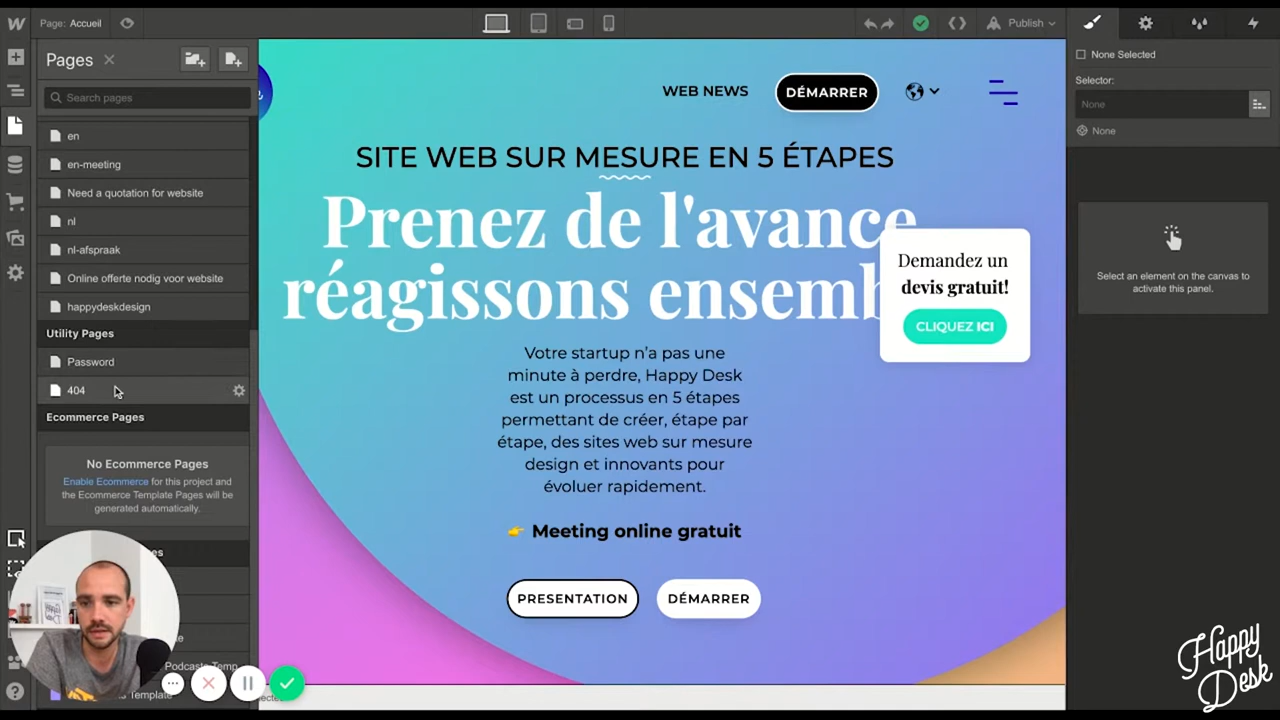 Page: Accueil
Publish
Pages
Search pages
en
en-meeting
Need a quotation for website
nl
nl-afspraak
Online offerte nodig voor website
happydeskdesign
Utility Pages
Password
404
Ecommerce Pages
No Ecommerce Pages
Enable Ecommerce for this project and
the Ecommerce Template Pages will be
generated automatically.
Podcasts Temp
Template
WEB NEWS
DÉMARRER
SITE WEB SUR MESURE EN 5 ÉTAPES
Prenez de l'avance
réagissons ensemb
Demandez un
devis gratuit!
CLIQUEZ ICI
Votre startup n'a pas une
minute à perdre, Happy Desk
est un processus en 5 étapes
permettant de créer, étape par
étape, des sites web sur mesure
design et innovants pour
évoluer rapidement.
👉 Meeting online gratuit
PRESENTATION
DÉMARRER
None Selected
Selector:
None
None
Select an element on the canvas to
activate this panel.
Happy
Desk